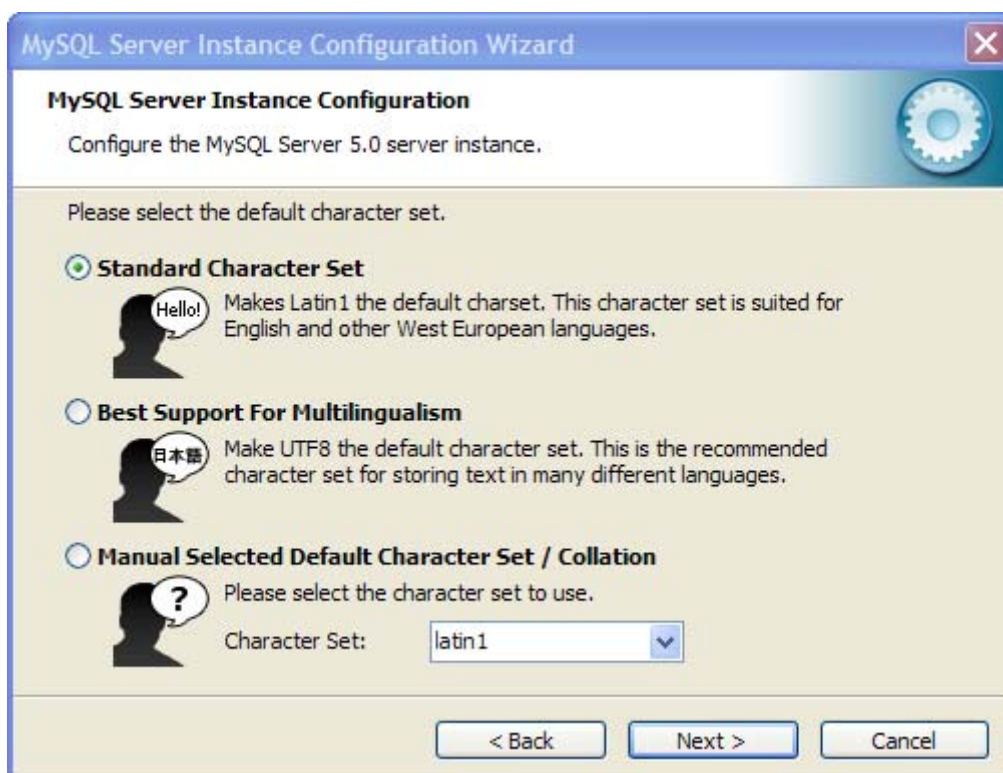 MySQL Server Instance Configuration Wizard
MySQL Server Instance Configuration
Configure the MySQL Server 5.0 server instance.
Please select the default character set.
Standard Character Set
Hello!
Makes Latin1 the default charset. This character set is suited for
English and other West European languages.
Best Support For Multilingualism
日本語
Make UTF8 the default character set. This is the recommended
character set for storing text in many different languages.
Manual Selected Default Character Set / Collation
?
Please select the character set to use.
Character Set: latin1
< Back Next > Cancel